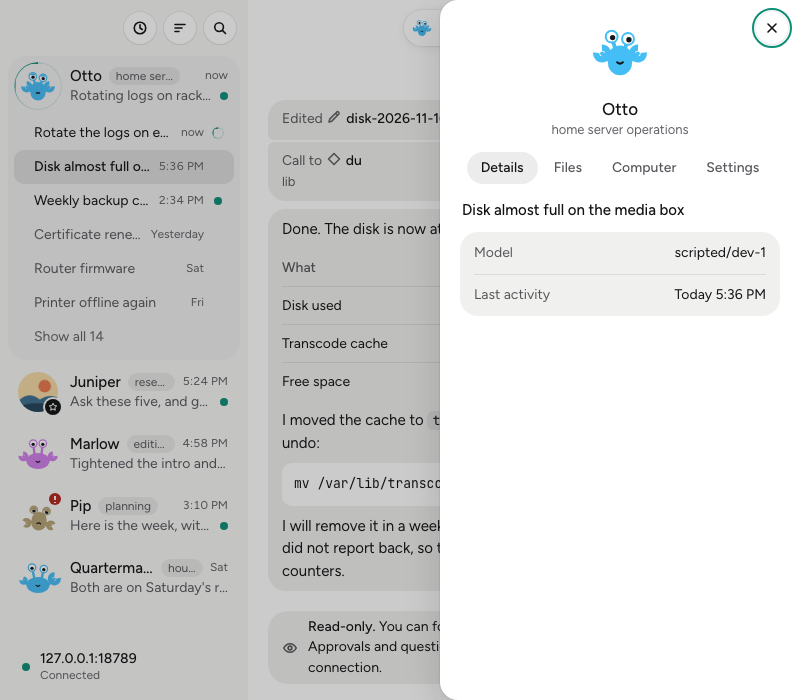 Otto
home ser...
now
Rotating logs on rack...
Rotate the logs on e...
now
Disk almost full o...
5:36 PM
Weekly backup c...
2:34 PM
Certificate rene...
Yesterday
Router firmware
Sat
Printer offline again
Fri
Show all 14
Juniper
rese...
5:24 PM
Ask these five, and g...
Marlow
editi...
4:58 PM
Tightened the intro and...
Pip
planning
3:10 PM
Here is the week, wit...
Quarterma...
hou...
Sat
Both are on Saturday's r...
127.0.0.1:18789
Connected
Edited disk-2026-11-1
Call to du
lib
Done. The disk is now at
What
Disk used
Transcode cache
Free space
I moved the cache to
undo:
mv /var/lib/transco
I will remove it in a week
did not report back, so t
counters.
Read-only. You can fo
Approvals and questi
connection.
Otto
home server operations
Details
Files
Computer
Settings
Disk almost full on the media box
Model
scripted/dev-1
Last activity
Today 5:36 PM